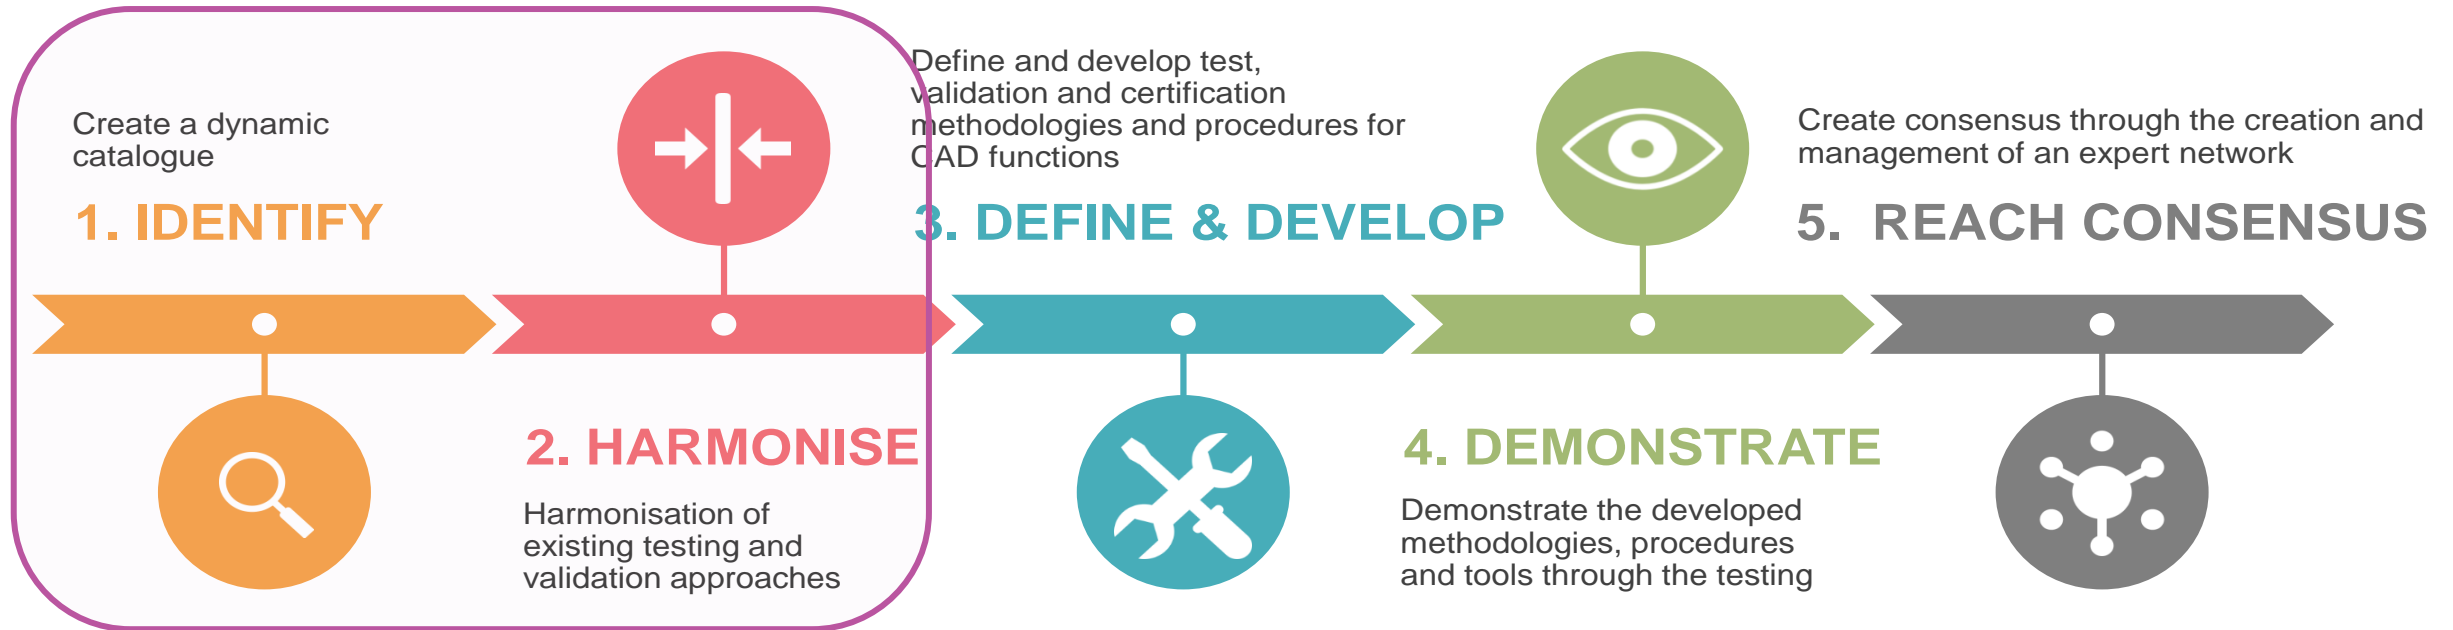 Create a dynamic
catalogue
1. IDENTIFY
2. HARMONISE
Harmonisation of
existing testing and
validation approaches
Define and develop test,
validation and certification
methodologies and procedures for
CAD functions
3. DEFINE & DEVELOP
4. DEMONSTRATE
Demonstrate the developed
methodologies, procedures
and tools through the testing
Create consensus through the creation and
management of an expert network
5. REACH CONSENSUS